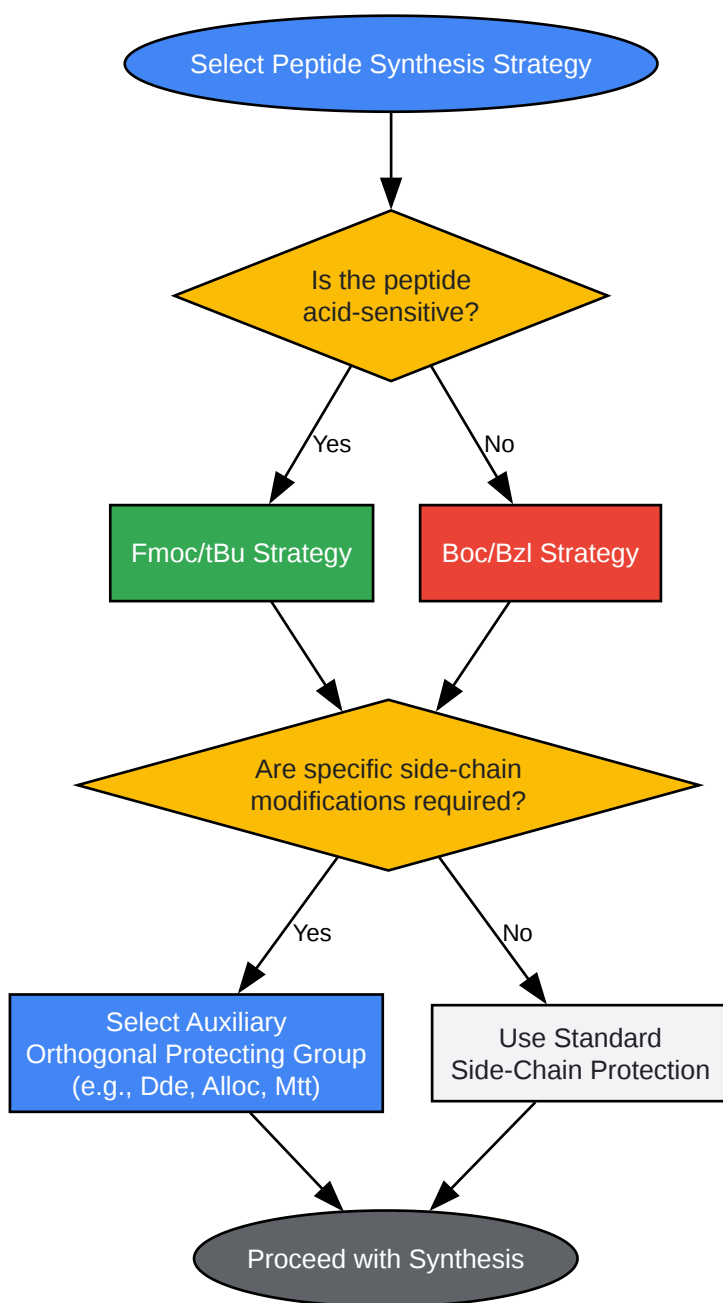 Select Peptide Synthesis Strategy
Is the peptide
acid-sensitive?
Yes
No
Fmoc/tBu Strategy
Boc/Bzl Strategy
Are specific side-chain
modifications required?
Yes
No
Select Auxiliary
Orthogonal Protecting Group
(e.g., Dde, Alloc, Mtt)
Use Standard
Side-Chain Protection
Proceed with Synthesis